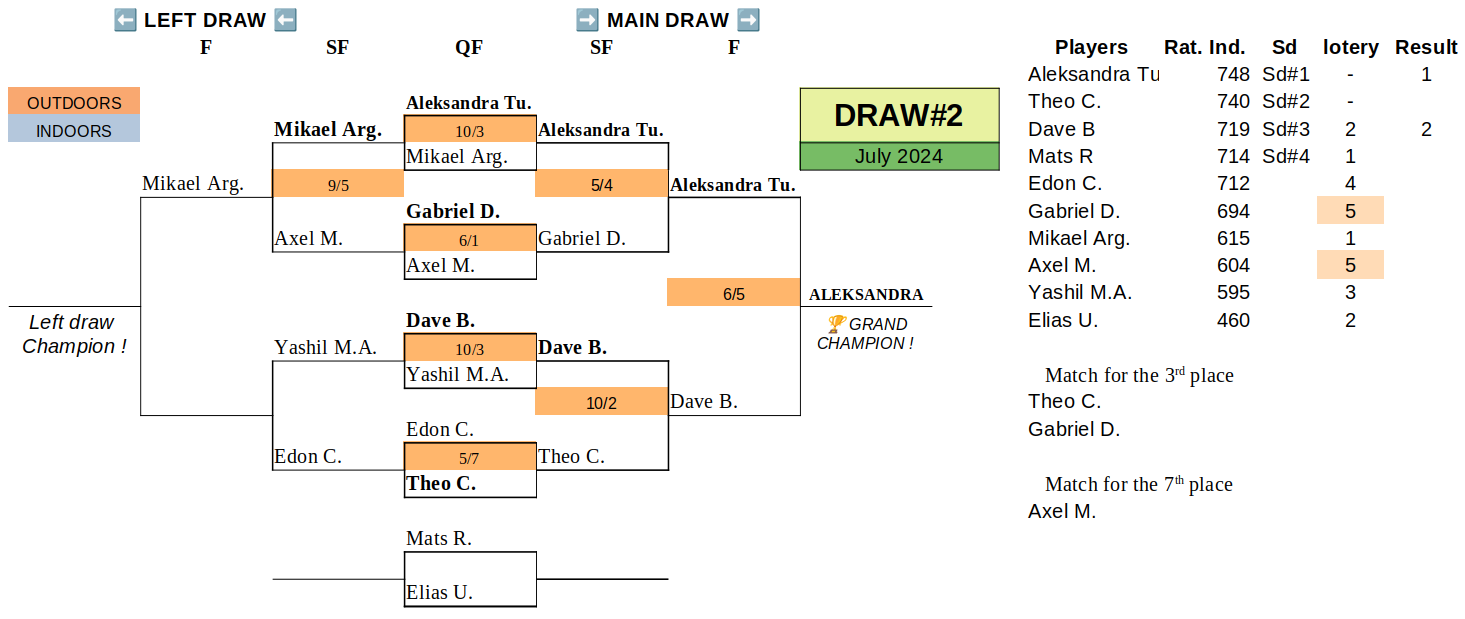 ⬅ LEFT DRAW ⬅ ➡ MAIN DRAW ➡
F SF QF SF F
Players Rat. Ind. Sd lotery Result
OUTDOORS
INDOORS
Mikael Arg.
Mikael Arg.
9/5
Axel M.
Left draw
Champion !
Yashil M.A.
Edon C.
Aleksandra Tu.
10/3
Mikael Arg.
Gabriel D.
6/1
Axel M.
Dave B.
10/3
Yashil M.A.
Edon C.
5/7
Theo C.
Mats R.
Elias U.
Aleksandra Tu.
5/4
Gabriel D.
Dave B.
10/2
Theo C.
Aleksandra Tu.
6/5
Dave B.
ALEKSANDRA
🏆GRAND
CHAMPION !
DRAW#2
July 2024
Aleksandra Tu 748 Sd#1 - 1
Theo C. 740 Sd#2 -
Dave B 719 Sd#3 2 2
Mats R 714 Sd#4 1
Edon C. 712 4
Gabriel D. 694 5
Mikael Arg. 615 1
Axel M. 604 5
Yashil M.A. 595 3
Elias U. 460 2
Match for the 3rd place
Theo C.
Gabriel D.
Match for the 7th place
Axel M.